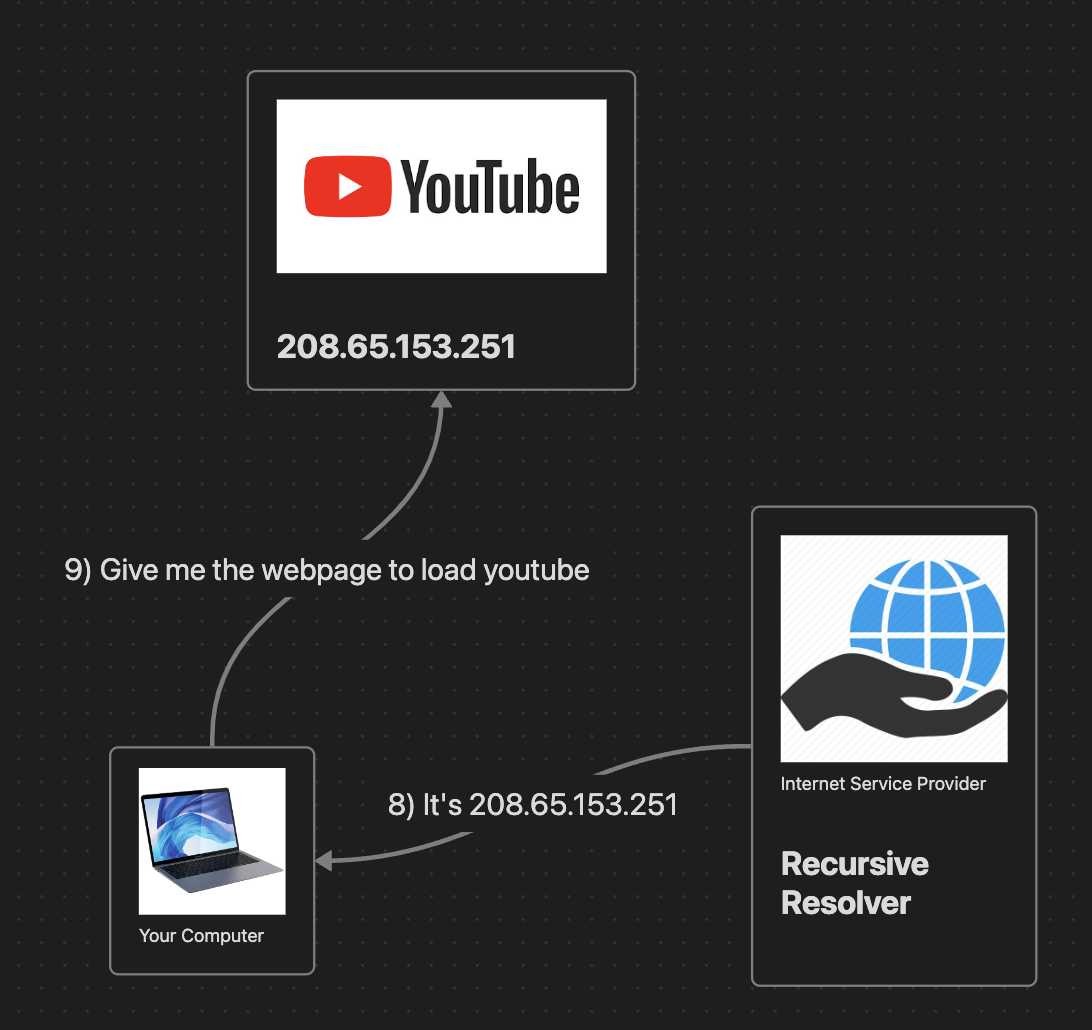 YouTube
208.65.153.251
9) Give me the webpage to load youtube
8) It's 208.65.153.251
Your Computer
Internet Service Provider
Recursive
Resolver